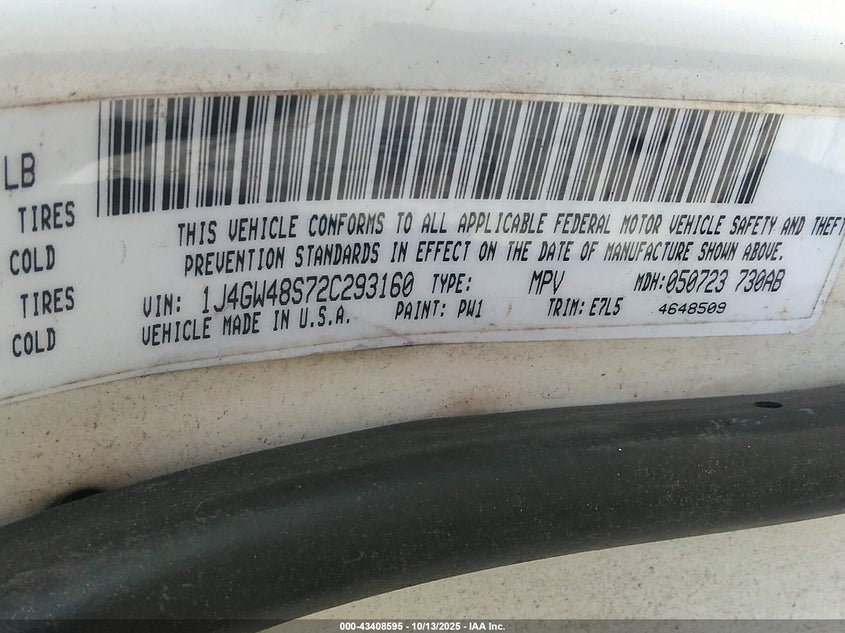 LB
TIRES
COLD
TIRES
COLD
THIS VEHICLE CONFORMS TO ALL APPLICABLE FEDERAL MOTOR VEHICLE SAFETY AND THEFT
PREVENTION STANDARDS IN EFFECT ON THE DATE OF MANUFACTURE SHOWN ABOVE.
VIN: 1J4GW48S72C293160 TYPE: MPV MDH:050723 730AB
VEHICLE MADE IN U.S.A. PAINT: PW1 TRIM: E7L5 4648509
000-43408595 - 10/13/2025 - IAA Inc.